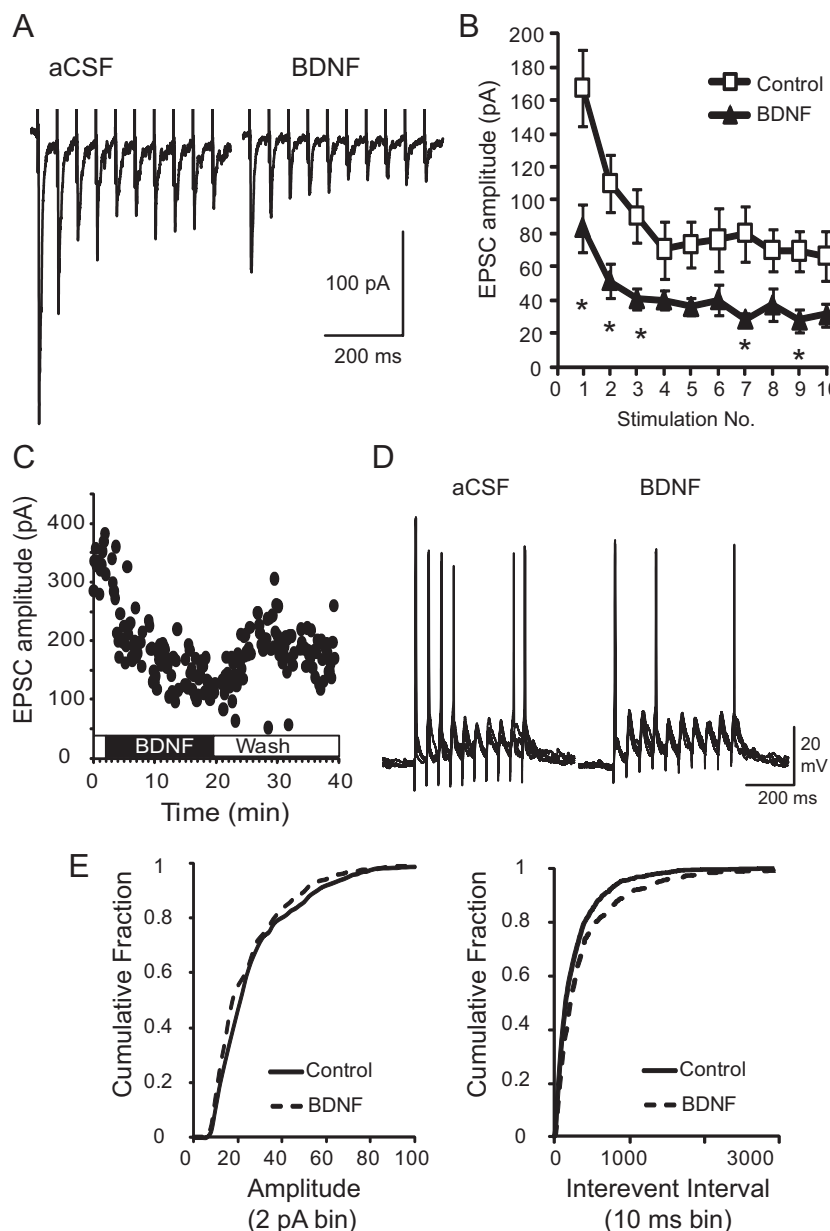 A
aCSF
BDNF
100 pA
200 ms
B
EPSC amplitude (pA)
200
180
160
140
120
100
80
60
40
20
0
Control
BDNF
* * * * *
0 1 2 3 4 5 6 7 8 9 10
Stimulation No.
C
EPSC amplitude (pA)
400
300
200
100
0
BDNF
Wash
0 10 20 30 40
Time (min)
D
aCSF
BDNF
20
mV
200 ms
E
Cumulative Fraction
1
0.8
0.6
0.4
0.2
0
Control
BDNF
0 20 40 60 80 100
Amplitude
(2 pA bin)
Cumulative Fraction
1
0.8
0.6
0.4
0.2
0
Control
BDNF
0 1000 3000
Interevent Interval
(10 ms bin)